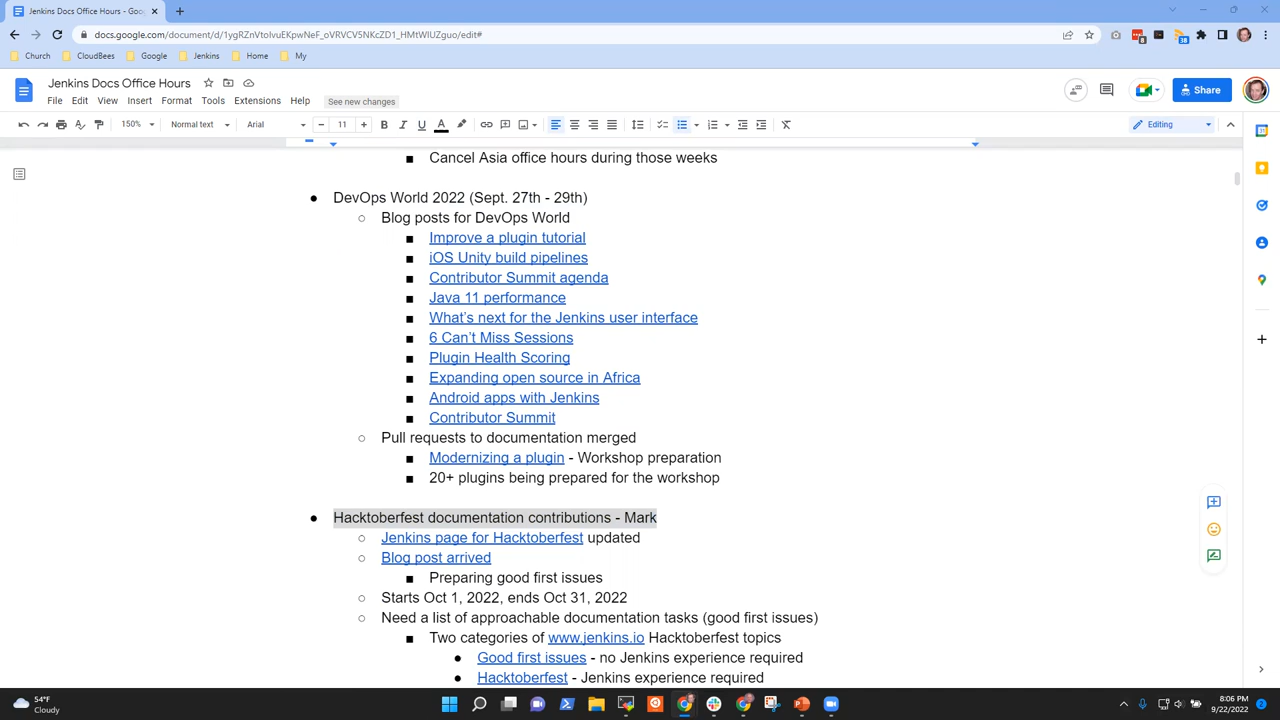 Jenkins Docs Office Hours - Goo
docs.google.com/document/d/1ygRZnVtoIvuEKpwNeF_oVRVCV5NKcZD1_HMtWIUZguo/edit#
Church CloudBees Google Jenkins Home My
Jenkins Docs Office Hours
File Edit View Insert Format Tools Extensions Help See new changes
Share
150% Normal text Arial 11 Editing
■ Cancel Asia office hours during those weeks
● DevOps World 2022 (Sept. 27th - 29th)
○ Blog posts for DevOps World
■ Improve a plugin tutorial
■ iOS Unity build pipelines
■ Contributor Summit agenda
■ Java 11 performance
■ What's next for the Jenkins user interface
■ 6 Can't Miss Sessions
■ Plugin Health Scoring
■ Expanding open source in Africa
■ Android apps with Jenkins
■ Contributor Summit
○ Pull requests to documentation merged
■ Modernizing a plugin - Workshop preparation
■ 20+ plugins being prepared for the workshop
● Hacktoberfest documentation contributions - Mark
○ Jenkins page for Hacktoberfest updated
○ Blog post arrived
■ Preparing good first issues
○ Starts Oct 1, 2022, ends Oct 31, 2022
○ Need a list of approachable documentation tasks (good first issues)
■ Two categories of www.jenkins.io Hacktoberfest topics
● Good first issues - no Jenkins experience required
● Hacktoberfest - Jenkins experience required
54°F
Cloudy
8:06 PM
9/22/2022